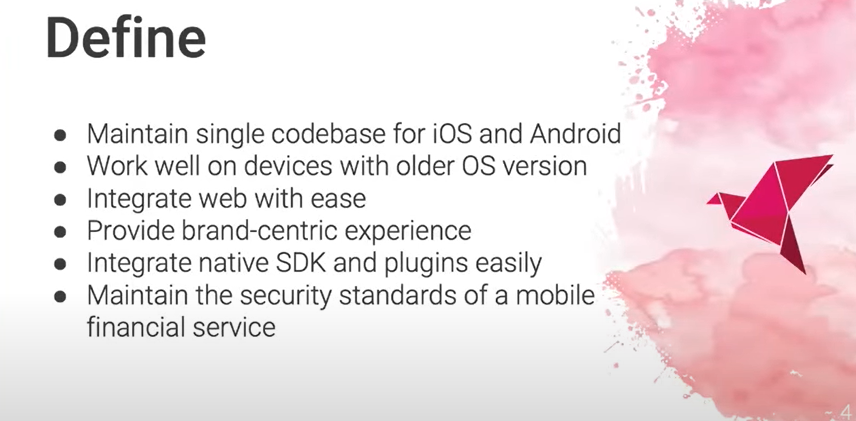 Define
● Maintain single codebase for iOS and Android
● Work well on devices with older OS version
● Integrate web with ease
● Provide brand-centric experience
● Integrate native SDK and plugins easily
● Maintain the security standards of a mobile
financial service
4